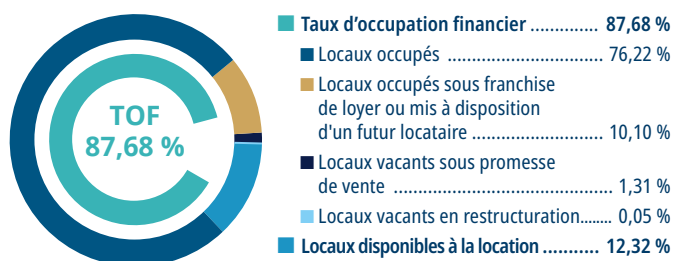 TOF
87,68 %
Taux d'occupation financier .............. 87,68 %
Locaux occupés ................................ 76,22 %
Locaux occupés sous franchise
de loyer ou mis à disposition
d'un futur locataire ........................... 10,10 %
Locaux vacants sous promesse
de vente ............................................. 1,31 %
Locaux vacants en restructuration........ 0,05 %
Locaux disponibles à la location ........... 12,32 %